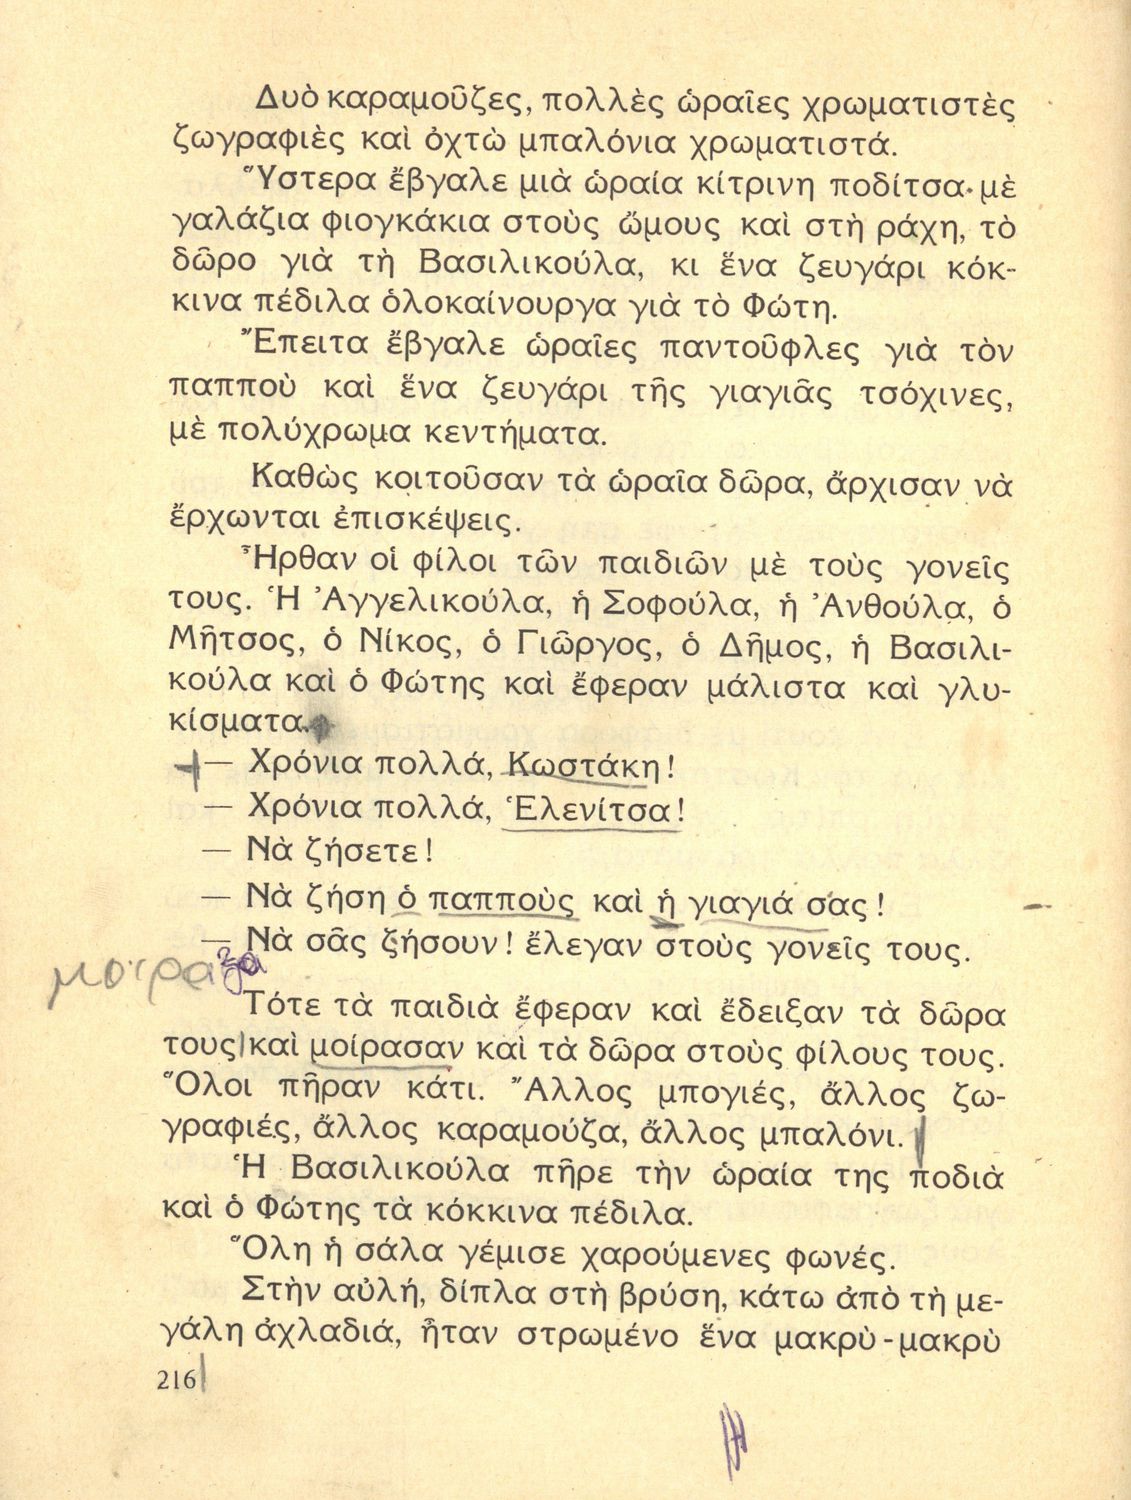 Δυὸ καραμοῦζες, πολλὲς ὡραῖες χρωματιστὲς
ζωγραφιὲς καὶ ὀχτὼ μπαλόνια χρωματιστά.
Ὕστερα ἔβγαλε μιὰ ὡραία κίτρινη ποδίτσα μὲ
γαλάζια φιογκάκια στοὺς ὤμους καὶ στὴ ράχη, τὸ
δῶρο γιὰ τὴ Βασιλικούλα, κι ἕνα ζευγάρι κόκ-
κινα πέδιλα ὁλοκαίνουργα γιὰ τὸ Φώτη.
Ἔπειτα ἔβγαλε ὡραῖες παντοῦφλες γιὰ τὸν
παπποὺ καὶ ἕνα ζευγάρι τῆς γιαγιᾶς τσόχινες,
μὲ πολύχρωμα κεντήματα.
Καθὼς κοιτοῦσαν τὰ ὡραῖα δῶρα, ἄρχισαν νὰ
ἔρχωνται ἐπισκέψεις.
Ἦρθαν οἱ φίλοι τῶν παιδιῶν μὲ τοὺς γονεῖς
τους. Ἡ Ἀγγελικούλα, ἡ Σοφούλα, ἡ Ἀνθούλα, ὁ
Μῆτσος, ὁ Νίκος, ὁ Γιῶργος, ὁ Δῆμος, ἡ Βασιλι-
κούλα καὶ ὁ Φώτης καὶ ἔφεραν μάλιστα καὶ γλυ-
κίσματα.
— Χρόνια πολλά, Κωστάκη!
— Χρόνια πολλά, Ἑλενίτσα!
— Νὰ ζήσετε!
— Νὰ ζήση ὁ παπποὺς καὶ ἡ γιαγιά σας!
— Νὰ σᾶς ζήσουν! ἔλεγαν στοὺς γονεῖς τους.
μοιραζα
Τότε τὰ παιδιὰ ἔφεραν καὶ ἔδειξαν τὰ δῶρα
τους καὶ μοίρασαν καὶ τὰ δῶρα στοὺς φίλους τους.
Ὅλοι πῆραν κάτι. Ἄλλος μπογιές, ἄλλος ζω-
γραφιές, ἄλλος καραμούζα, ἄλλος μπαλόνι.
Ἡ Βασιλικούλα πῆρε τὴν ὡραία της ποδιὰ
καὶ ὁ Φώτης τὰ κόκκινα πέδιλα.
Ὅλη ἡ σάλα γέμισε χαρούμενες φωνές.
Στὴν αὐλή, δίπλα στὴ βρύση, κάτω ἀπὸ τὴ με-
γάλη ἀχλαδιά, ἦταν στρωμένο ἕνα μακρὺ-μακρὺ
216